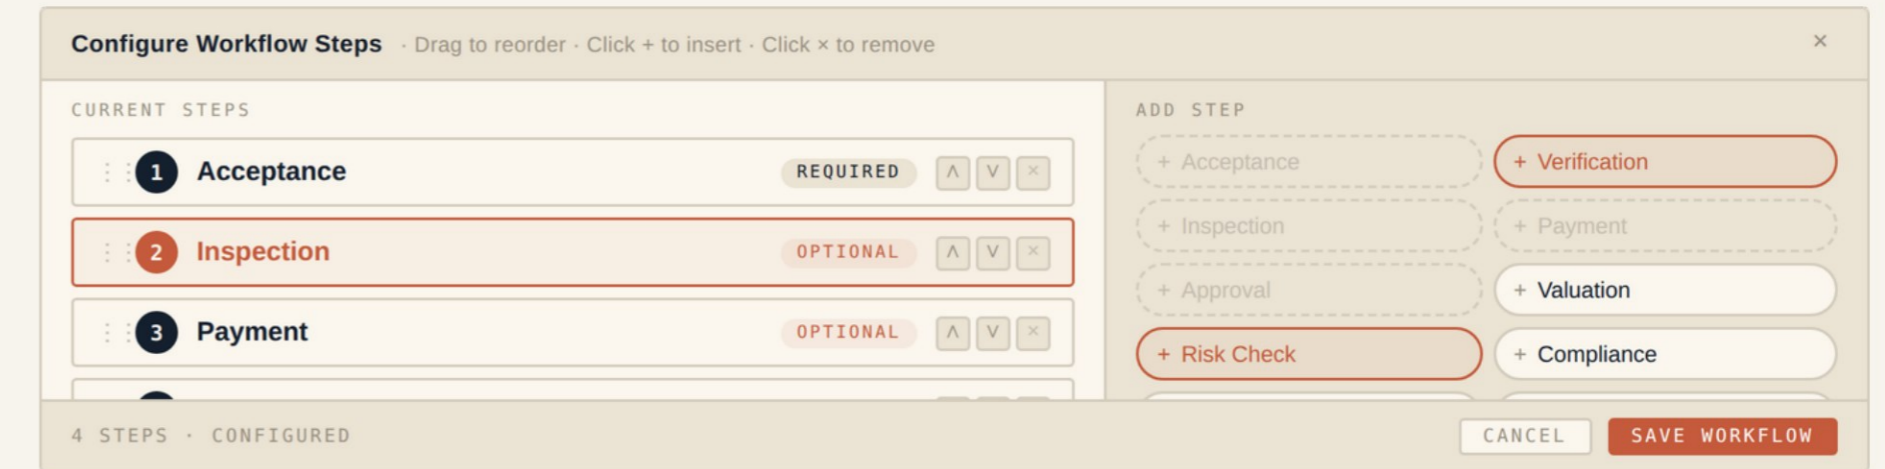 Configure Workflow Steps · Drag to reorder · Click + to insert · Click × to remove ×
CURRENT STEPS
1 Acceptance REQUIRED ˄ ˅ ×
2 Inspection OPTIONAL ˄ ˅ ×
3 Payment OPTIONAL ˄ ˅ ×
ADD STEP
+ Acceptance
+ Verification
+ Inspection
+ Payment
+ Approval
+ Valuation
+ Risk Check
+ Compliance
4 STEPS · CONFIGURED
CANCEL
SAVE WORKFLOW